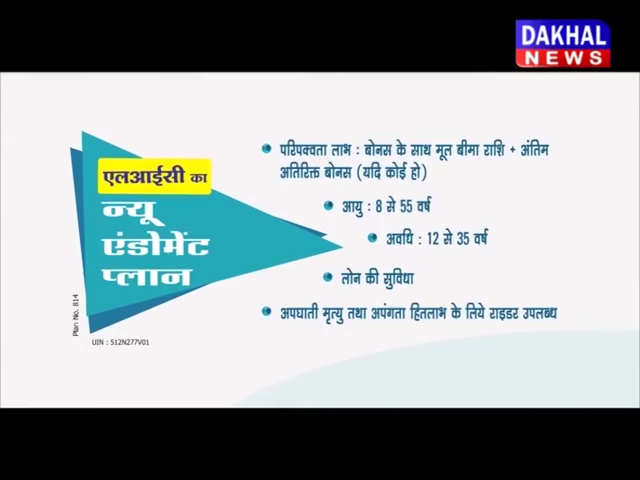 DAKHAL
NEWS
एलआईसी का
न्यू
एंडोमेंट
प्लान
Plan No. 814
UIN : 512N277V01
परिपक्वता लाभ : बोनस के साथ मूल बीमा राशि + अंतिम
अतिरिक्त बोनस (यदि कोई हो)
आयु : 8 से 55 वर्ष
अवधि : 12 से 35 वर्ष
लोन की सुविधा
अपघाती मृत्यु तथा अपंगता हितलाभ के लिये राइडर उपलब्ध